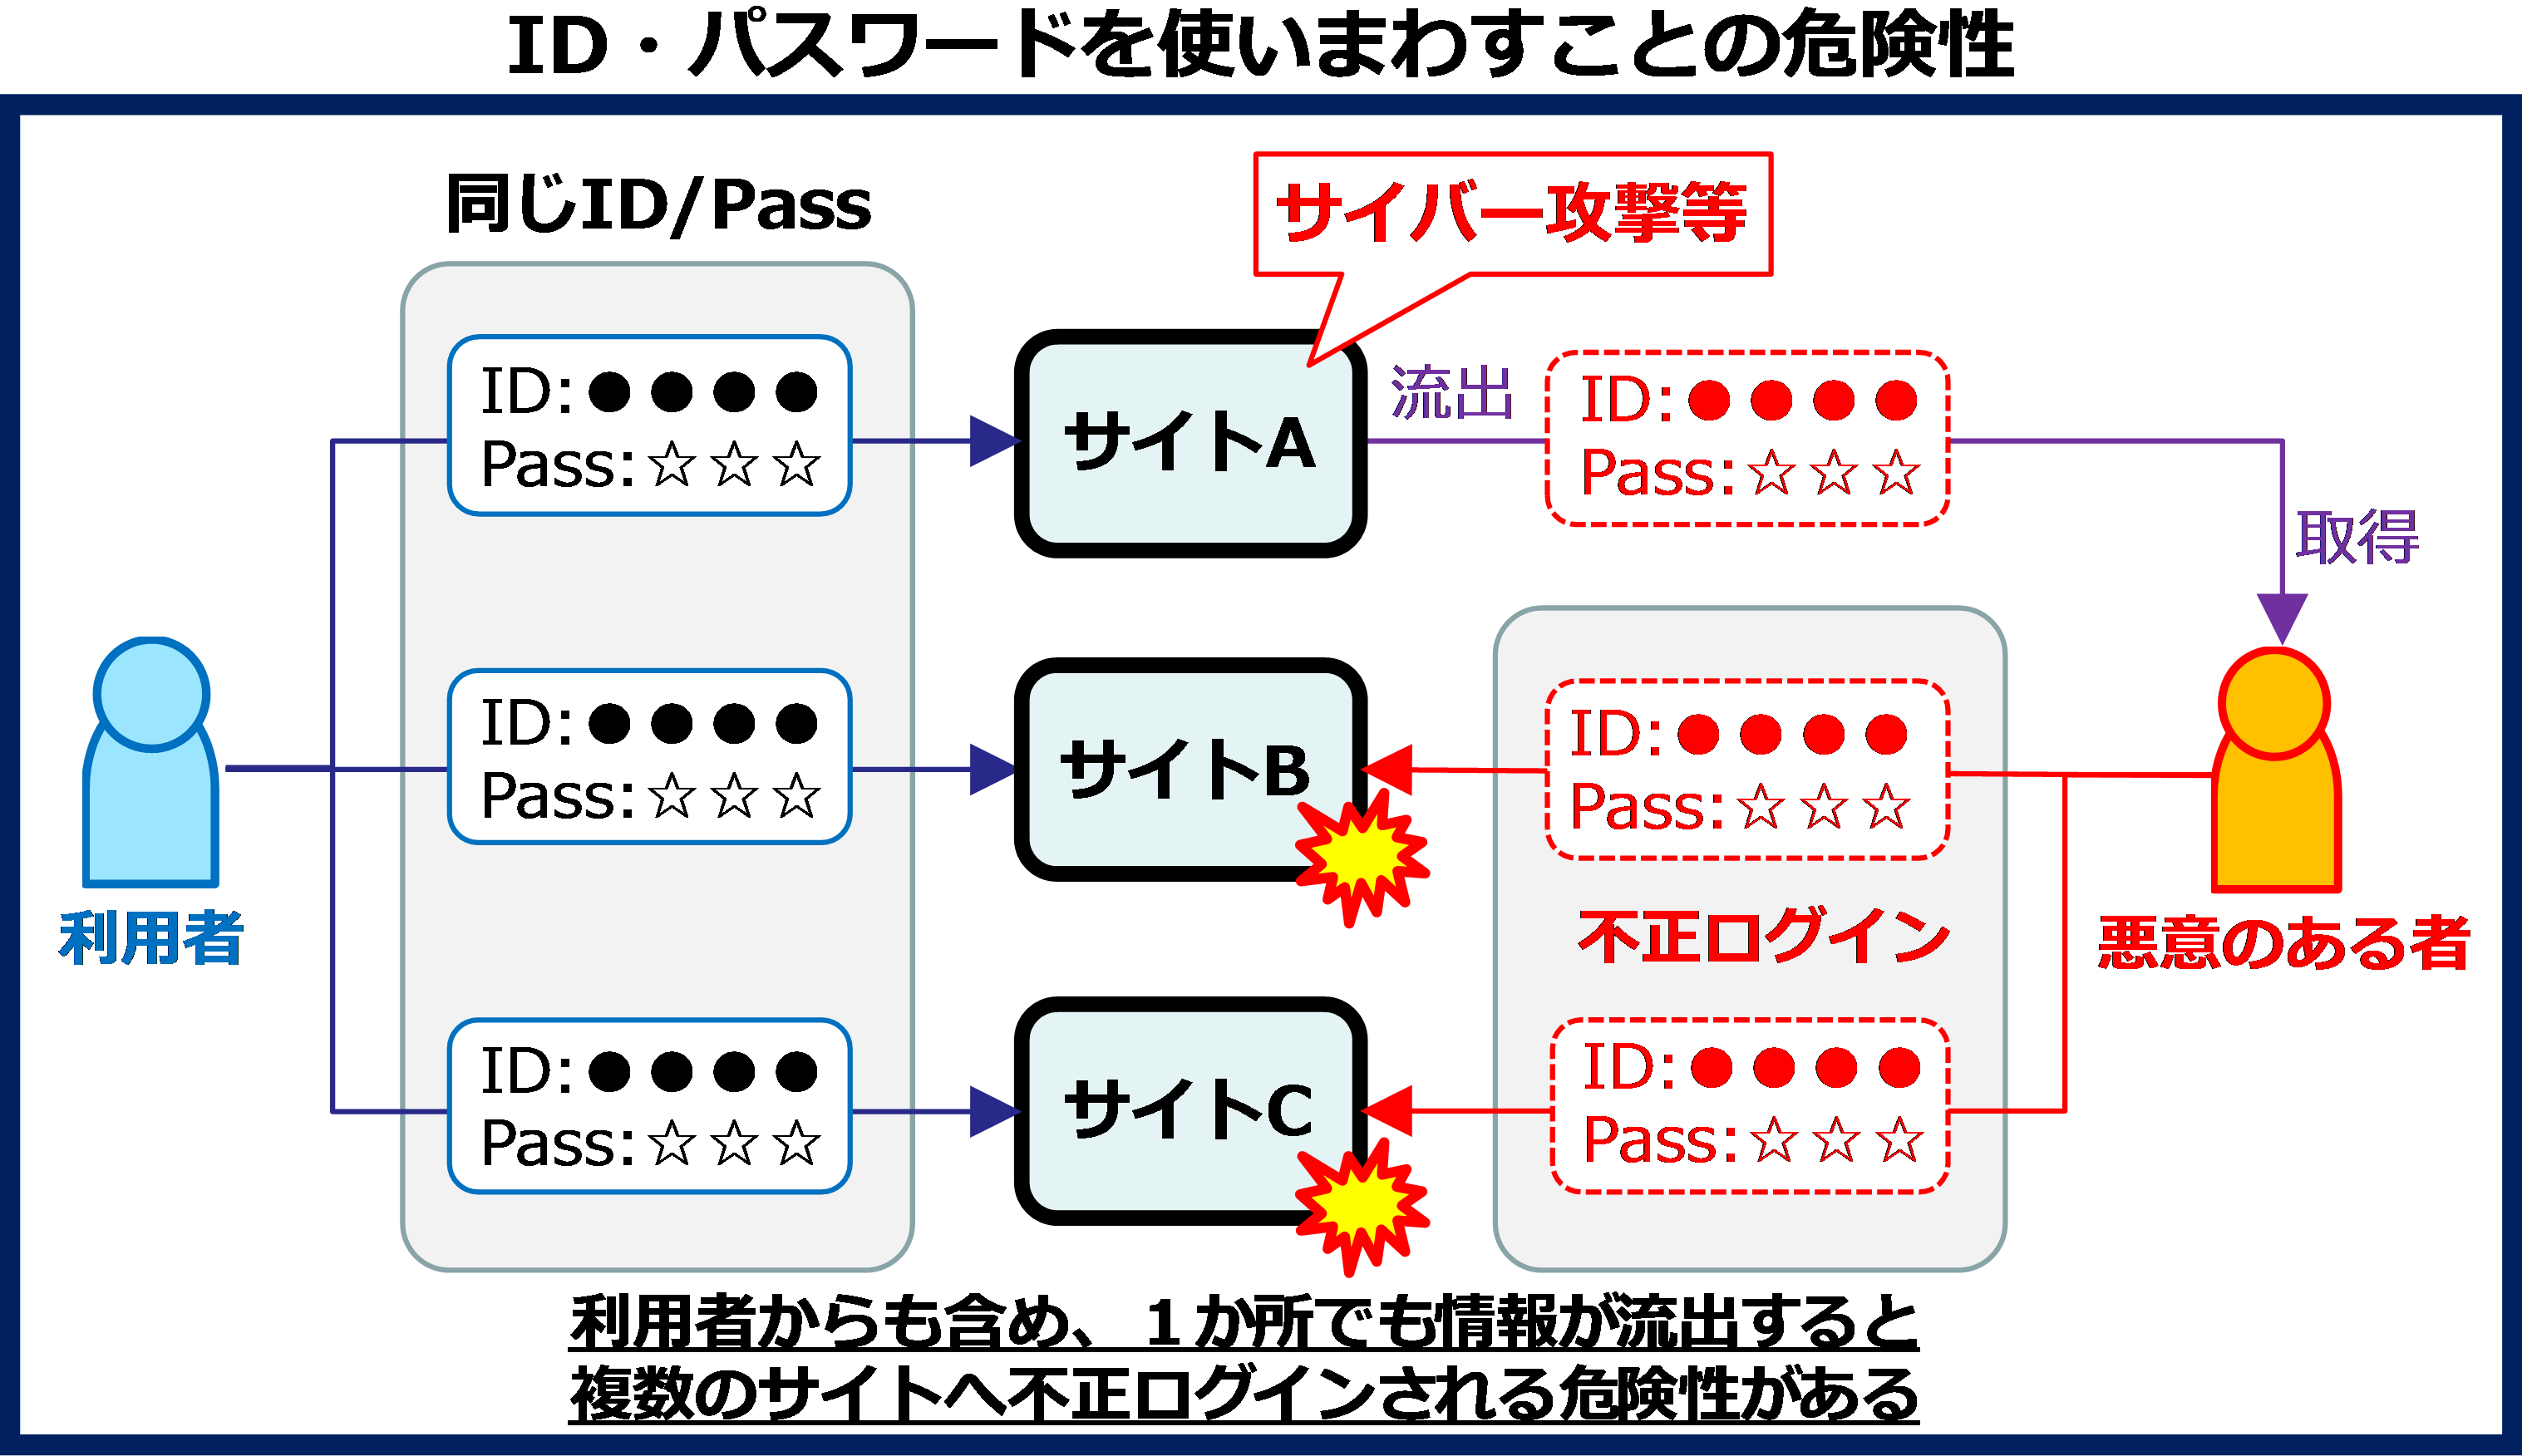 ID・パスワードを使いまわすことの危険性
同じID/Pass
サイバー攻撃等
ID:●●●●
Pass:☆☆☆
サイトA
流出
ID:●●●●
Pass:☆☆☆
取得
ID:●●●●
Pass:☆☆☆
サイトB
ID:●●●●
Pass:☆☆☆
利用者
不正ログイン
悪意のある者
ID:●●●●
Pass:☆☆☆
サイトC
ID:●●●●
Pass:☆☆☆
利用者からも含め、１か所でも情報が流出すると
複数のサイトへ不正ログインされる危険性がある